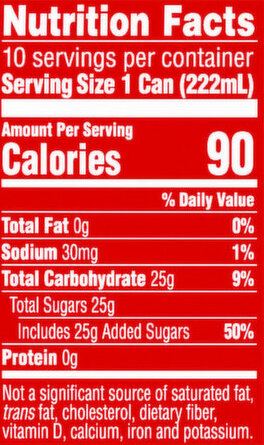 Nutrition Facts
10 servings per container
Serving Size 1 Can (222mL)
Amount Per Serving
Calories 90
% Daily Value
Total Fat 0g 0%
Sodium 30mg 1%
Total Carbohydrate 25g 9%
Total Sugars 25g
Includes 25g Added Sugars 50%
Protein 0g
Not a significant source of saturated fat,
trans fat, cholesterol, dietary fiber,
vitamin D, calcium, iron and potassium.